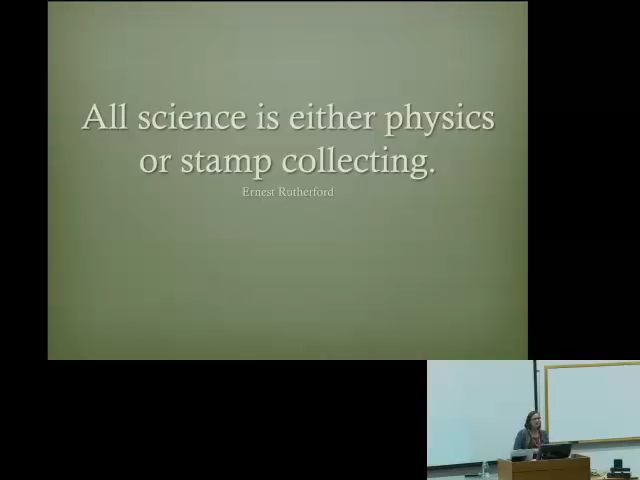 All science is either physics
or stamp collecting.
Ernest Rutherford